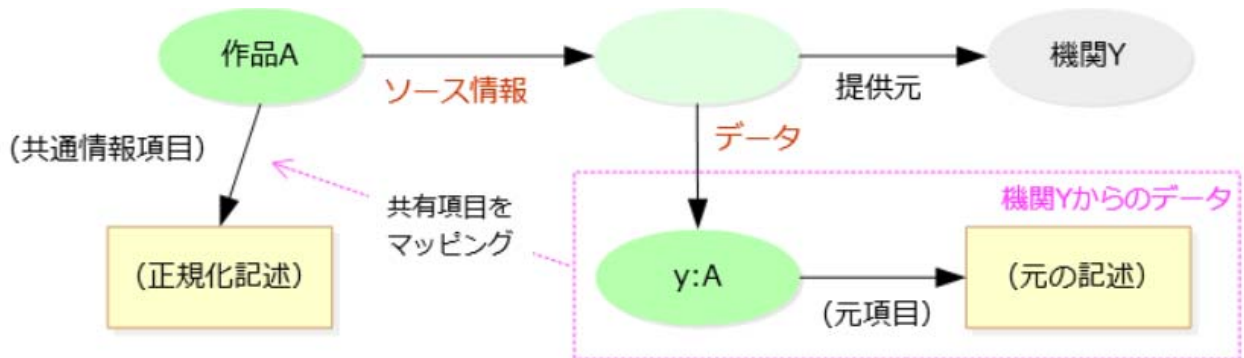 作品A
ソース情報
提供元
機関Y
(共通情報項目)
データ
共有項目を
マッピング
機関Yからのデータ
(正規化記述)
y:A
(元項目)
(元の記述)